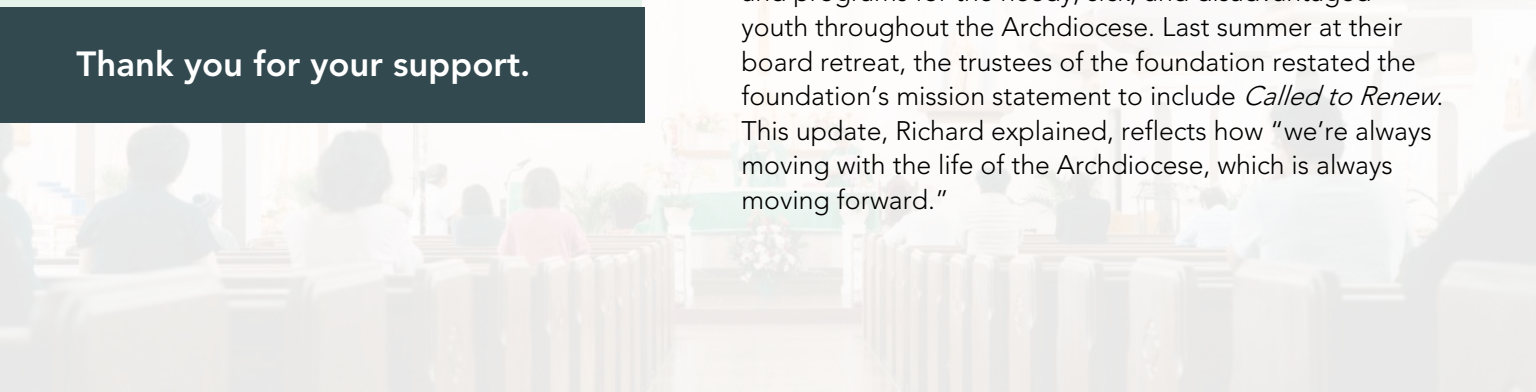 Thank you for your support.
and programs for the needy, sick, and disadvantaged
youth throughout the Archdiocese. Last summer at their
board retreat, the trustees of the foundation restated the
foundation’s mission statement to include Called to Renew.
This update, Richard explained, reflects how “we’re always
moving with the life of the Archdiocese, which is always
moving forward.”